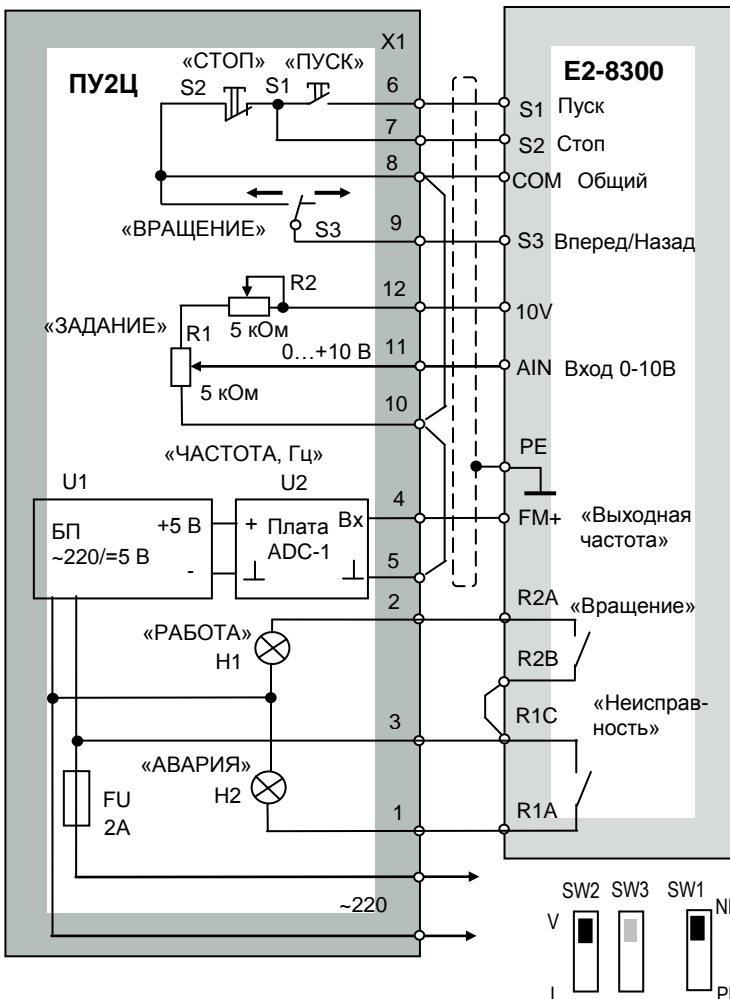 X1
ПУ2Ц
Е2-8300
«СТОП» «ПУСК»
S2 S1
6
S1 Пуск
7
S2 Стоп
8
COM Общий
«ВРАЩЕНИЕ»
S3
9
S3 Вперед/Назад
R2
12
10V
«ЗАДАНИЕ»
R1
5 кОм
0…+10 В
11
AIN Вход 0-10В
5 кОм
10
PE
«ЧАСТОТА, Гц»
U1
U2
4
FM+ «Выходная
частота»
БП
~220/=5 В
+5 В
-
+ Плата
ADC-1
Вх
5
2
R2A «Вращение»
«РАБОТА»
H1
R2B
3
R1C «Неисправ-
ность»
«АВАРИЯ»
H2
FU
2А
1
R1A
~220
SW2 SW3 SW1
V
I